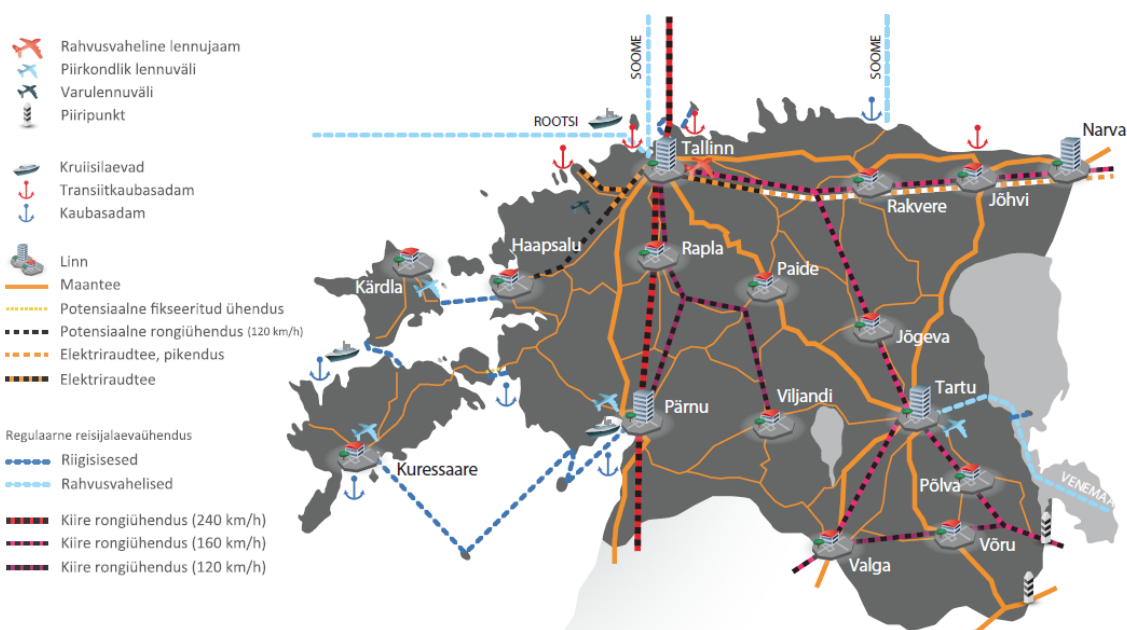 Rahvusvaheline lennujaam
Piirkondlik lennuväli
Varulennuväli
Piiripunkt
Kruiisilaevad
Transiitkaubasadam
Kaubasadam
Linn
Maantee
Potensiaalne fikseeritud ühendus
Potensiaalne rongiühendus (120 km/h)
Elektriraudtee, pikendus
Elektriraudtee
Regulaarne reisijalaevaühendus
Riigisisesed
Rahvusvahelised
Kiire rongiühendus (240 km/h)
Kiire rongiühendus (160 km/h)
Kiire rongiühendus (120 km/h)
SOOME
SOOME
ROOTSI
Tallinn
Narva
Rakvere
Jõhvi
Haapsalu
Rapla
Paide
Kärdla
Jõgeva
Pärnu
Viljandi
Tartu
Kuressaare
Põlva
VENEMAA
Võru
Valga